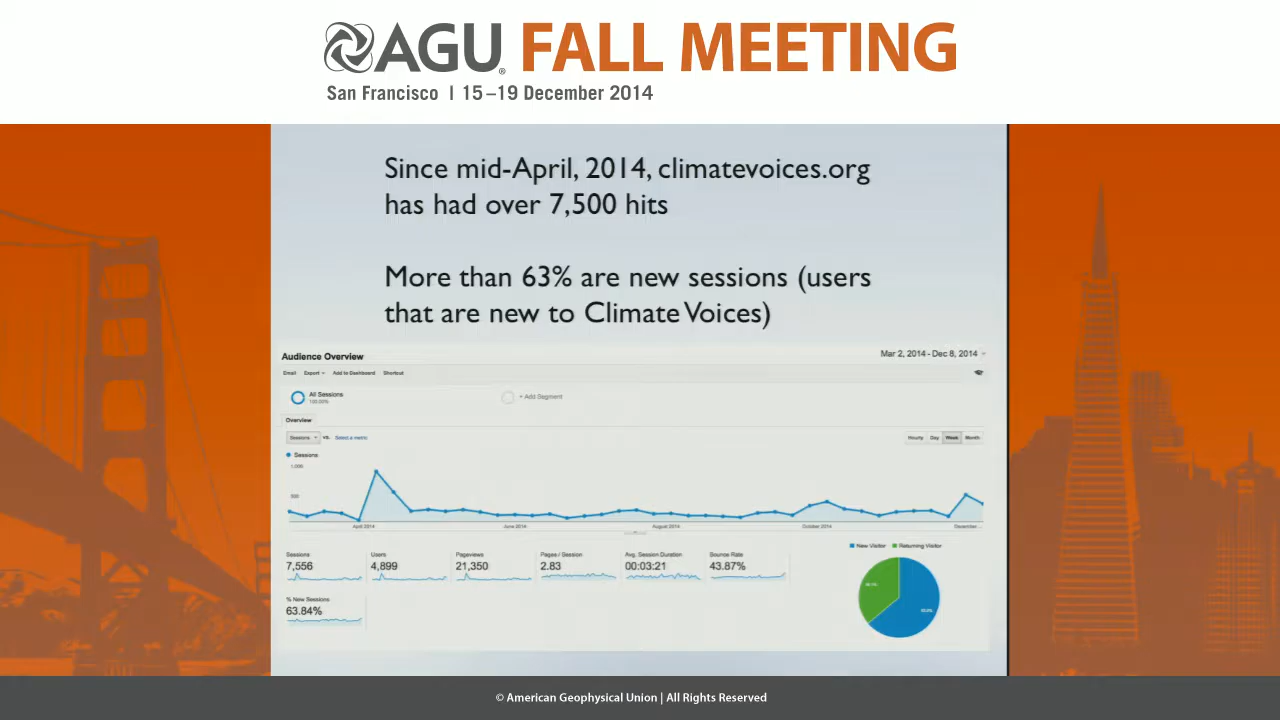 AGU FALL MEETING
San Francisco | 15–19 December 2014
Since mid-April, 2014, climatevoices.org
has had over 7,500 hits
More than 63% are new sessions (users
that are new to Climate Voices)
Audience Overview
Mar 2, 2014 - Dec 8, 2014
Email Export Add to Dashboard Shortcut
All Sessions
100.00%
+ Add Segment
Overview
Sessions vs. Select a metric
Hourly Day Week Month
Sessions
1,000
500
April 2014 June 2014 August 2014 October 2014 December ...
Sessions Users Pageviews Pages / Session Avg. Session Duration Bounce Rate
7,556 4,899 21,350 2.83 00:03:21 43.87%
% New Sessions
63.84%
New Visitor Returning Visitor
© American Geophysical Union | All Rights Reserved